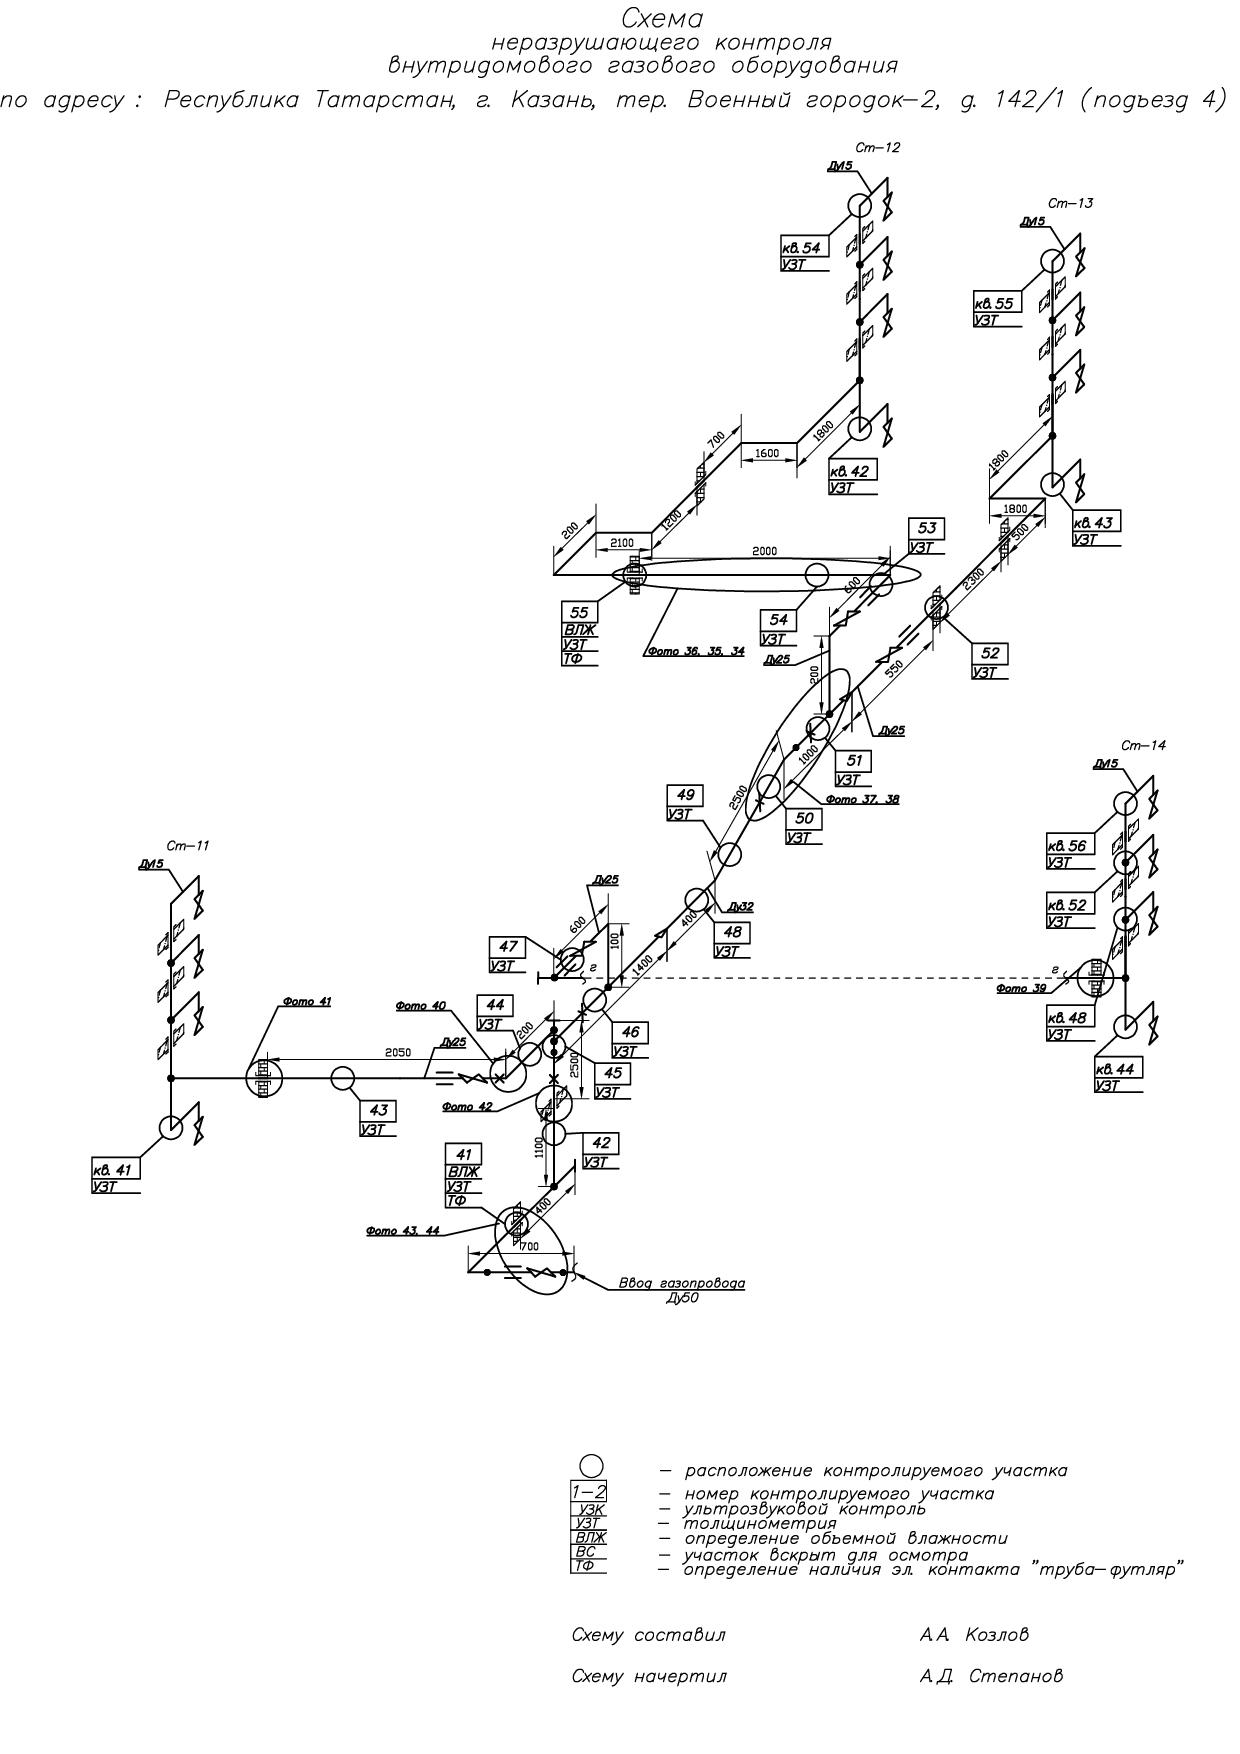 Схема
неразрушающего контроля
внутридомового газового оборудования
по адресу : Республика Татарстан, г. Казань, тер. Военный городок-2, д. 142/1 (подъезд 4)
Ст-12
Ду15
кв.54
УЗТ
Ст-13
Ду15
кв.55
УЗТ
700
1800
1600
кв.42
УЗТ
1800
1800
кв.43
УЗТ
200
2100
1200
2000
53
УЗТ
500
2300
600
55
ВЛЖ
УЗТ
ТФ
54
УЗТ
Фото 36, 35, 34
Ду25
200
52
УЗТ
550
Ду25
1000
51
УЗТ
Ст-14
Ду15
49
УЗТ
2500
Фото 37, 38
50
УЗТ
кв.56
УЗТ
Ст-11
Ду15
Ду25
Ду32
400
48
УЗТ
кв.52
УЗТ
600
100
47
УЗТ
г
1400
г
Фото 39
Фото 41
Фото 40
44
УЗТ
200
46
УЗТ
кв.48
УЗТ
2050
Ду25
2500
45
УЗТ
кв.44
УЗТ
43
УЗТ
Фото 42
1100
42
УЗТ
41
ВЛЖ
УЗТ
ТФ
кв.41
УЗТ
400
Фото 43, 44
700
Ввод газопровода
Ду50
— расположение контролируемого участка
1-2 — номер контролируемого участка
УЗК — ультрозвуковой контроль
УЗТ — толщинометрия
ВЛЖ — определение объемной влажности
ВС — участок вскрыт для осмотра
ТФ — определение наличия эл. контакта "труба-футляр"
Схему составил А.А. Козлов
Схему начертил А.Д. Степанов